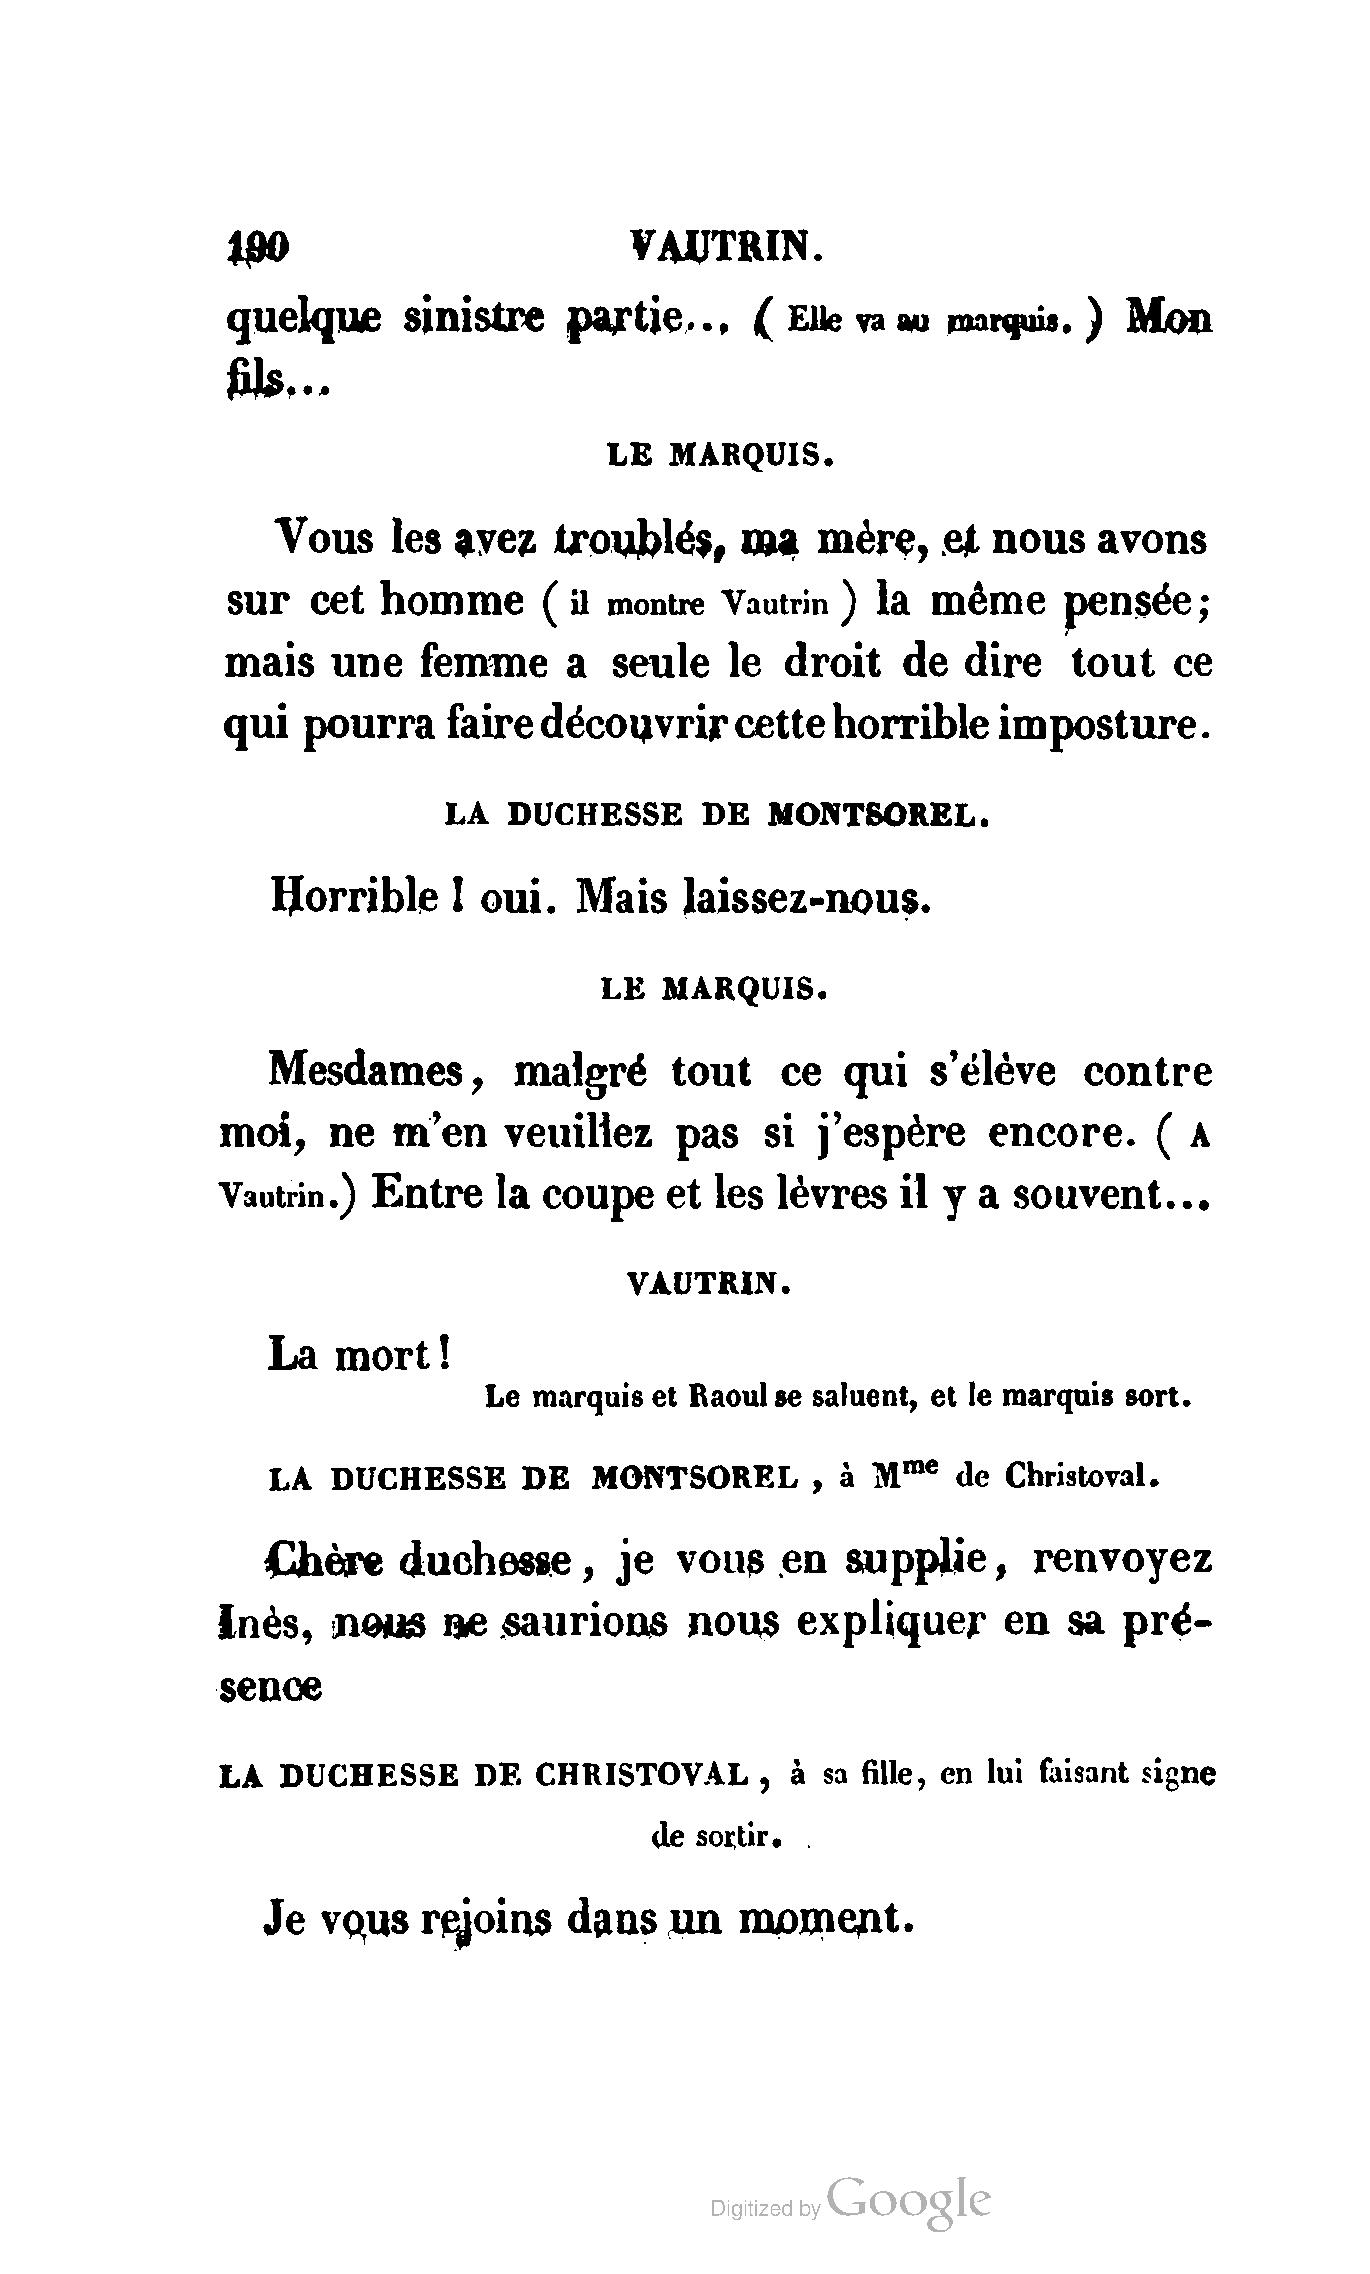 190 VAUTRIN.
quelque sinistre partie... ( Elle va au marquis. ) Mon
fils...
LE MARQUIS.
Vous les avez troublés, ma mère, et nous avons
sur cet homme ( il montre Vautrin ) la même pensée;
mais une femme a seule le droit de dire tout ce
qui pourra faire découvrir cette horrible imposture.
LA DUCHESSE DE MONTSOREL.
Horrible ! oui. Mais laissez-nous.
LE MARQUIS.
Mesdames, malgré tout ce qui s'élève contre
moi, ne m'en veuillez pas si j'espère encore. ( A
Vautrin.) Entre la coupe et les lèvres il y a souvent...
VAUTRIN.
La mort !
Le marquis et Raoul se saluent, et le marquis sort.
LA DUCHESSE DE MONTSOREL , à Mme de Christoval.
Chère duchesse, je vous en supplie, renvoyez
Inès, nous ne saurions nous expliquer en sa pré-
sence
LA DUCHESSE DE CHRISTOVAL , à sa fille, en lui faisant signe
de sortir.
Je vous rejoins dans un moment.
Digitized by Google